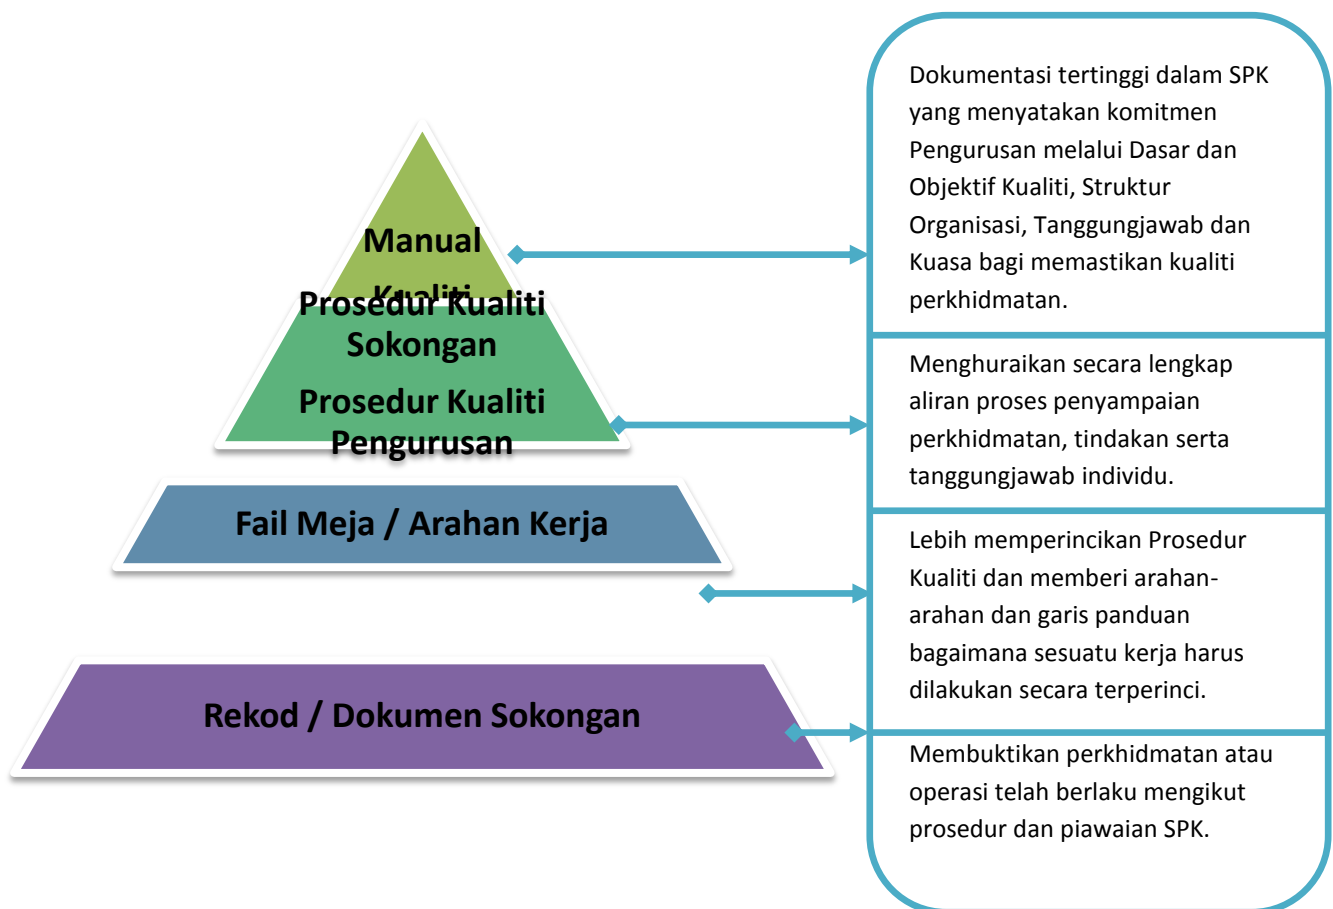 Manual
Kualiti
Prosedur Kualiti
Sokongan
Prosedur Kualiti
Pengurusan
Fail Meja / Arahan Kerja
Rekod / Dokumen Sokongan
Dokumentasi tertinggi dalam SPK
yang menyatakan komitmen
Pengurusan melalui Dasar dan
Objektif Kualiti, Struktur
Organisasi, Tanggungjawab dan
Kuasa bagi memastikan kualiti
perkhidmatan.
Menghuraikan secara lengkap
aliran proses penyampaian
perkhidmatan, tindakan serta
tanggungjawab individu.
Lebih memperincikan Prosedur
Kualiti dan memberi arahan-
arahan dan garis panduan
bagaimana sesuatu kerja harus
dilakukan secara terperinci.
Membuktikan perkhidmatan atau
operasi telah berlaku mengikut
prosedur dan piawaian SPK.